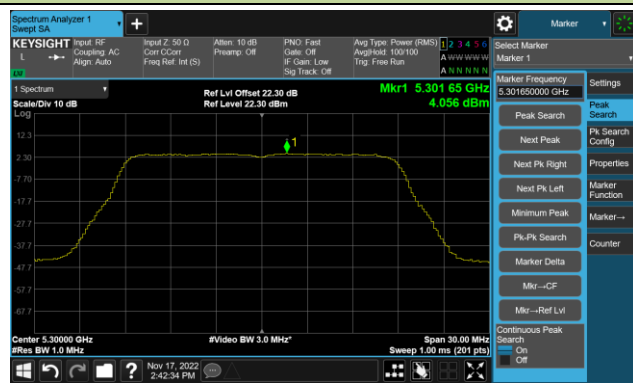 Spectrum Analyzer 1
Swept SA
Marker
KEYSIGHT
L
Input: RF
Coupling: AC
Align: Auto
Input Z: 50 Ω
Corr CCorr
Freq Ref: Int (S)
Atten: 10 dB
Preamp: Off
PNO: Fast
Gate: Off
IF Gain: Low
Sig Track: Off
Avg Type: Power (RMS)
Avg|Hold: 100/100
Trig: Free Run
1 2 3 4 5 6
A W W W W W
A N N N N N
Select Marker
Marker 1
1 Spectrum
Scale/Div 10 dB
Log
Ref Lvl Offset 22.30 dB
Ref Level 22.30 dBm
Mkr1 5.301 65 GHz
4.056 dBm
1
12.3
2.30
-7.70
-17.7
-27.7
-37.7
-47.7
-57.7
-67.7
Center 5.30000 GHz
#Res BW 1.0 MHz
#Video BW 3.0 MHz*
Span 30.00 MHz
Sweep 1.00 ms (201 pts)
Marker Frequency
5.301650000 GHz
Peak Search
Next Peak
Next Pk Right
Next Pk Left
Minimum Peak
Pk-Pk Search
Marker Delta
Mkr→CF
Mkr→Ref Lvl
Continuous Peak
Search
On
Off
Settings
Peak
Search
Pk Search
Config
Properties
Marker
Function
Marker→
Counter
?
Nov 17, 2022
2:42:34 PM